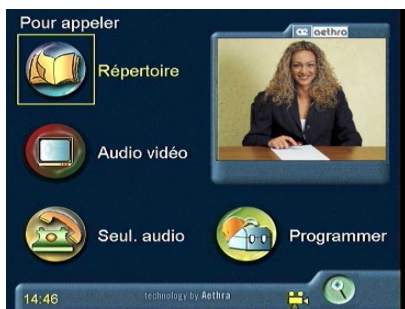 Pour appeler
aethra
Répertoire
Audio vidéo
Seul. audio
Programmer
14:46
technology by Aethra